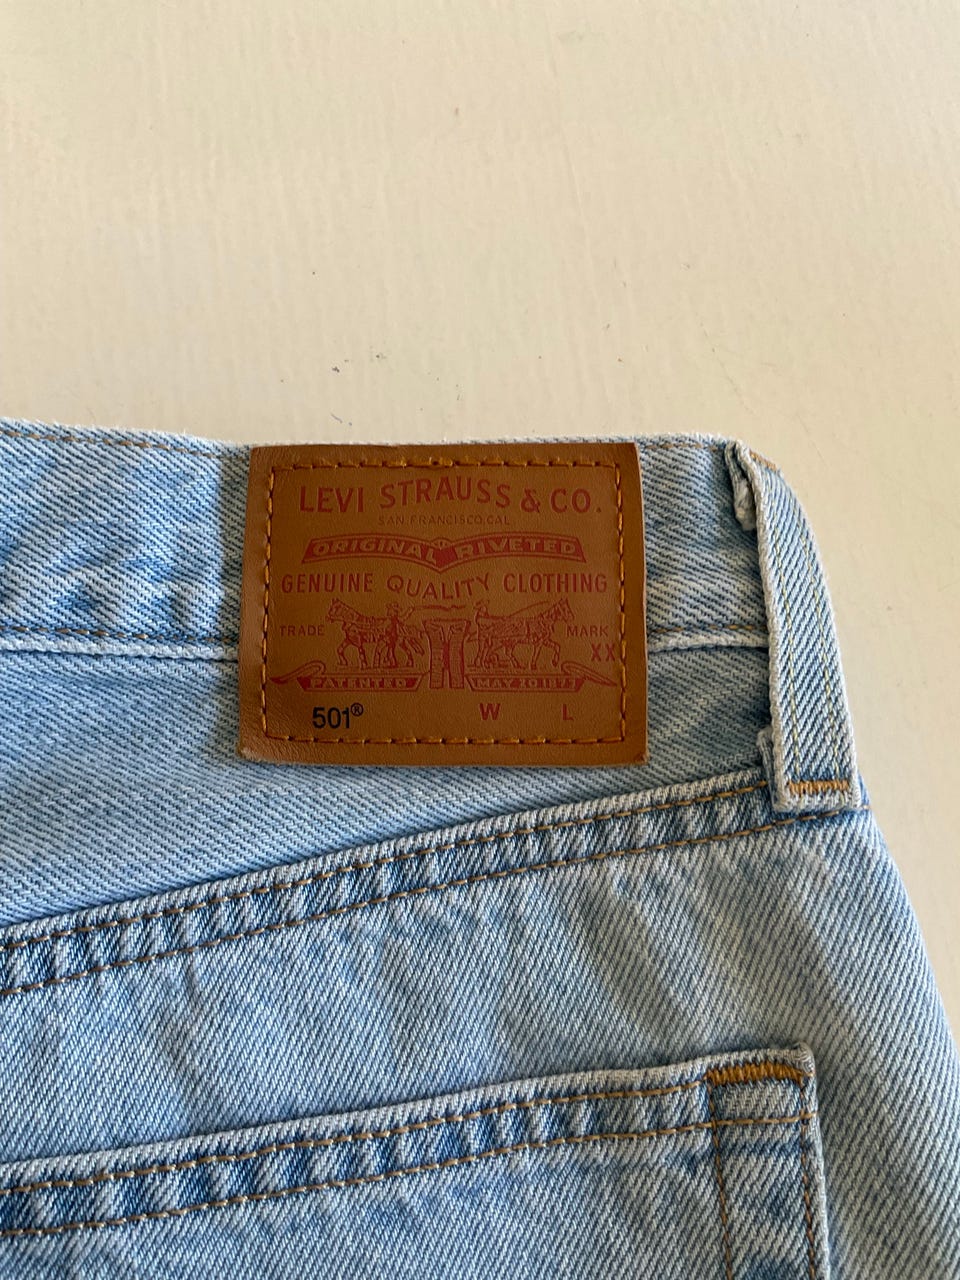 LEVI STRAUSS & CO.
SAN FRANCISCO, CAL.
ORIGINAL RIVETED
GENUINE QUALITY CLOTHING
TRADE MARK
XX
PATENTED MAY 20 1873
501® W L